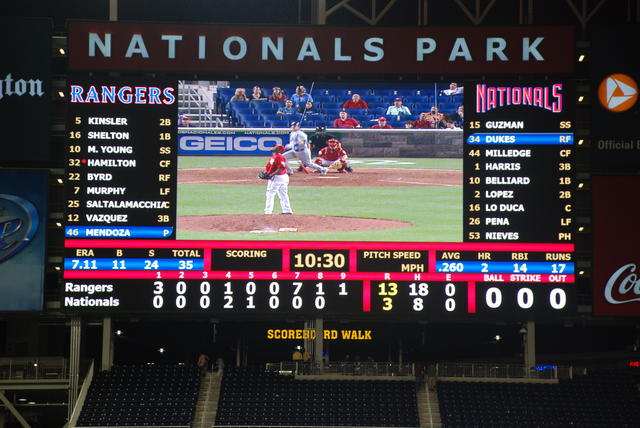 NATIONALS PARK
RANGERS
5 KINSLER 2B
16 SHELTON 1B
10 M. YOUNG SS
32 HAMILTON CF
22 BYRD RF
7 MURPHY LF
25 SALTALAMACCHIA C
12 VAZQUEZ 3B
46 MENDOZA P
GEICO
NATIONALS
15 GUZMAN SS
34 DUKES RF
44 MILLEDGE CF
1 HARRIS 3B
10 BELLIARD 1B
2 LOPEZ 2B
16 LO DUCA C
26 PENA LF
53 NIEVES PH
ERA B S TOTAL
7.11 11 24 35
SCORING
10:30
PITCH SPEED
MPH
AVG HR RBI RUNS
.260 2 14 17
1 2 3 4 5 6 7 8 9 R H E
Rangers 3 0 0 1 0 0 7 1 1 13 18 0
Nationals 0 0 0 2 1 0 0 0 3 8 0
BALL STRIKE OUT
0 0 0
SCOREBOARD WALK
gton
Official
Co